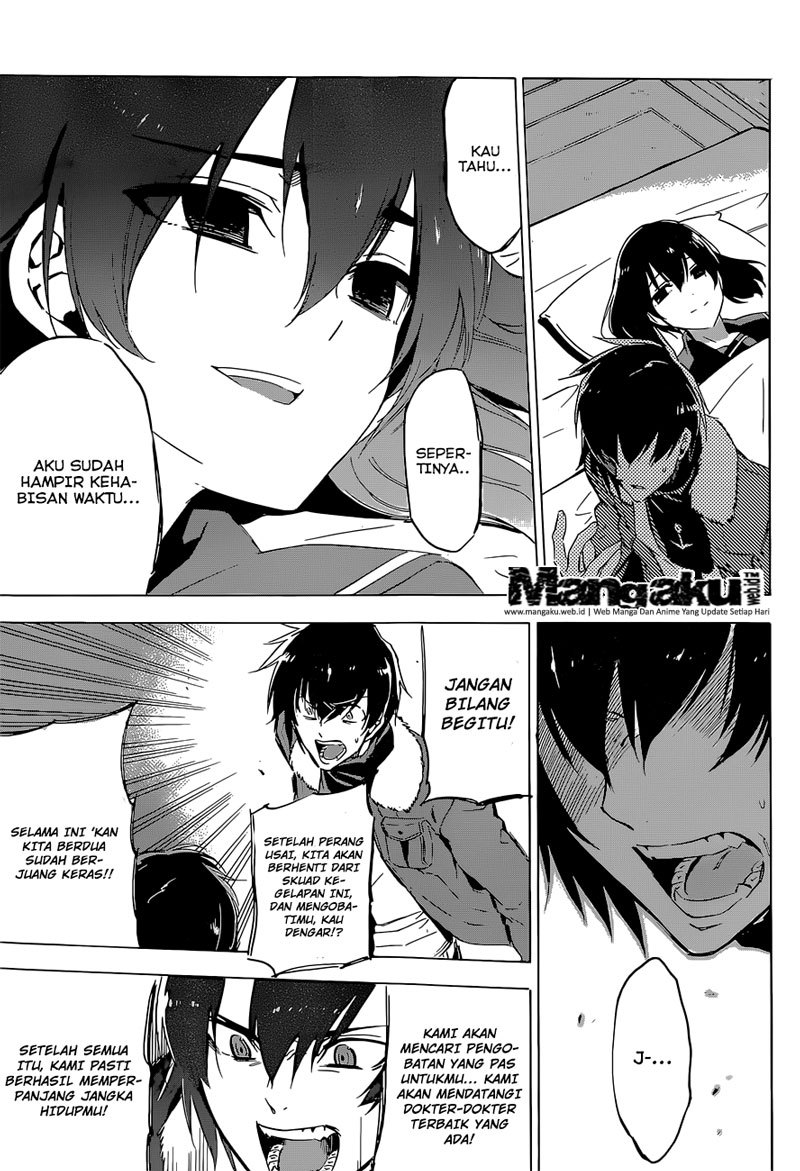 KAU
TAHU...
SEPER-
TINYA..
AKU SUDAH
HAMPIR KEHA-
BISAN WAKTU...
Mangaku
WEB.ID
www.mangaku.web.id | Web Manga Dan Anime Yang Update Setiap Hari
J-...
JANGAN
BILANG
BEGITU!
SETELAH PERANG
USAI, KITA AKAN
BERHENTI DARI
SKUAD KE-
GELAPAN INI,
DAN MENGOBA-
TIMU, KAU
DENGAR!?
SELAMA INI 'KAN
KITA BERDUA
SUDAH BER-
JUANG KERAS!!
KAMI AKAN
MENCARI PENGO-
BATAN YANG PAS
UNTUKMU... KAMI
AKAN MENDATANGI
DOKTER-DOKTER
TERBAIK YANG
ADA!
SETELAH SEMUA
ITU, KAMI PASTI
BERHASIL MEMPER-
PANJANG JANGKA
HIDUPMU!